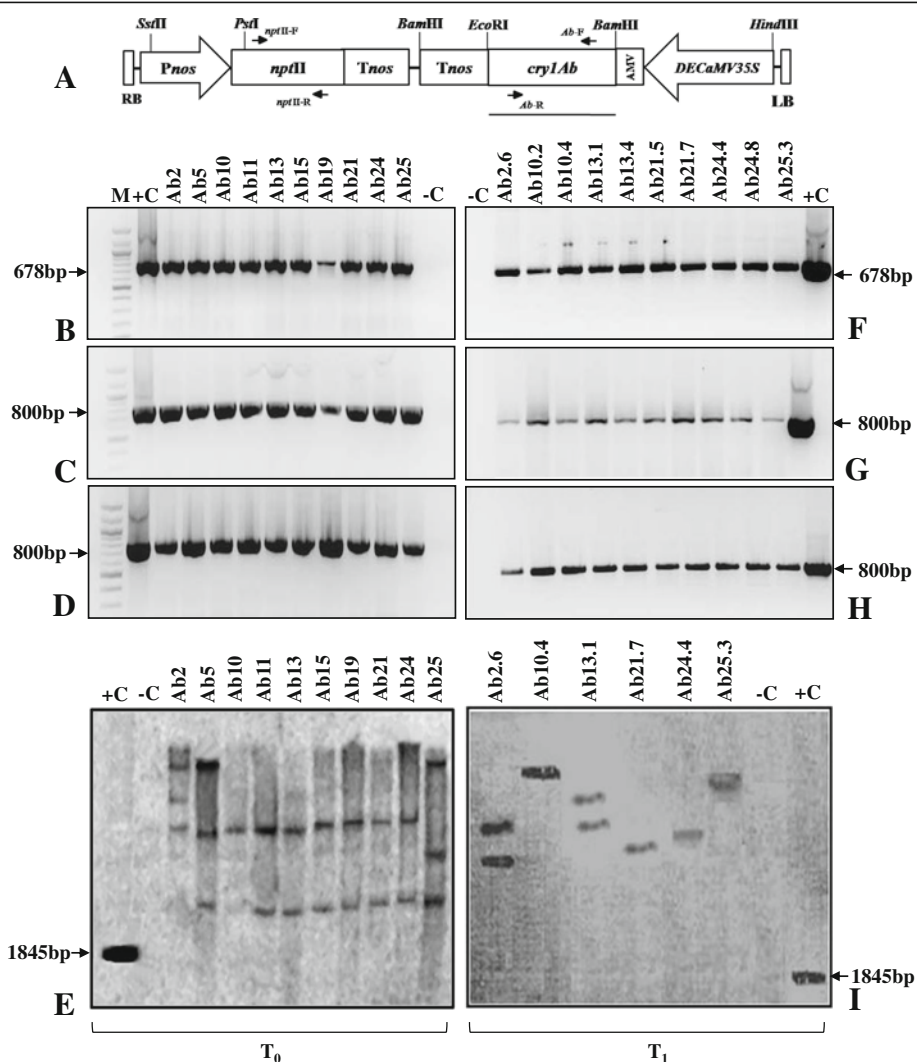 SstII PstI BamHI EcoRI BamHI HindIII
nptII-F Ab-F
Pnos nptII Tnos Tnos cry1Ab AMV DECaMV35S
A RB nptII-R Ab-R LB
M +C Ab2 Ab5 Ab10 Ab11 Ab13 Ab15 Ab19 Ab21 Ab24 Ab25 -C
678bp
B
-C Ab2.6 Ab10.2 Ab10.4 Ab13.1 Ab13.4 Ab21.5 Ab21.7 Ab24.4 Ab24.8 Ab25.3 +C
678bp
F
800bp
C
800bp
G
800bp
D
800bp
H
+C -C Ab2 Ab5 Ab10 Ab11 Ab13 Ab15 Ab19 Ab21 Ab24 Ab25
1845bp
E
T0
Ab2.6 Ab10.4 Ab13.1 Ab21.7 Ab24.4 Ab25.3 -C +C
1845bp
I
T1